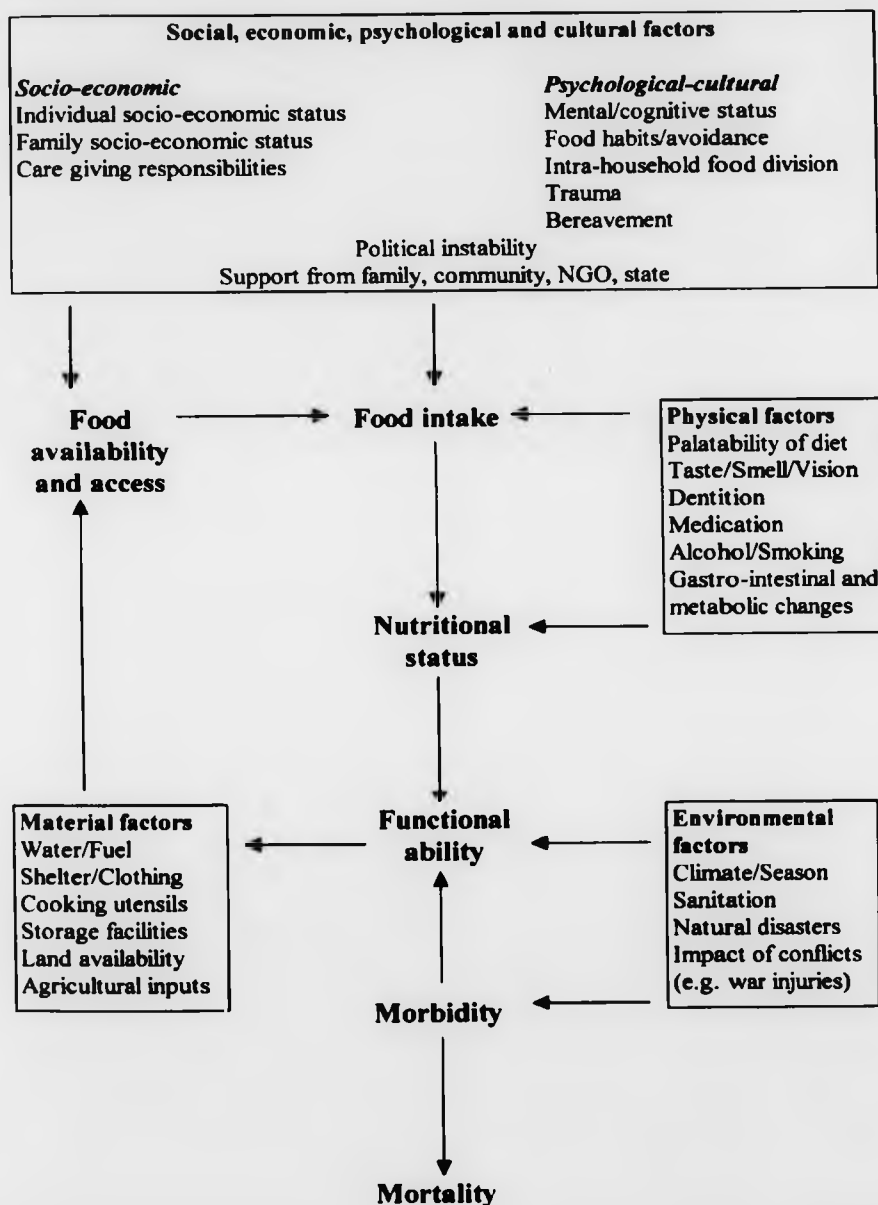 Social, economic, psychological and cultural factors
Socio-economic
Individual socio-economic status
Family socio-economic status
Care giving responsibilities
Psychological-cultural
Mental/cognitive status
Food habits/avoidance
Intra-household food division
Trauma
Bereavement
Political instability
Support from family, community, NGO, state
Food
availability
and access
Food intake
Physical factors
Palatability of diet
Taste/Smell/Vision
Dentition
Medication
Alcohol/Smoking
Gastro-intestinal and
metabolic changes
Nutritional
status
Material factors
Water/Fuel
Shelter/Clothing
Cooking utensils
Storage facilities
Land availability
Agricultural inputs
Functional
ability
Environmental
factors
Climate/Season
Sanitation
Natural disasters
Impact of conflicts
(e.g. war injuries)
Morbidity
Mortality